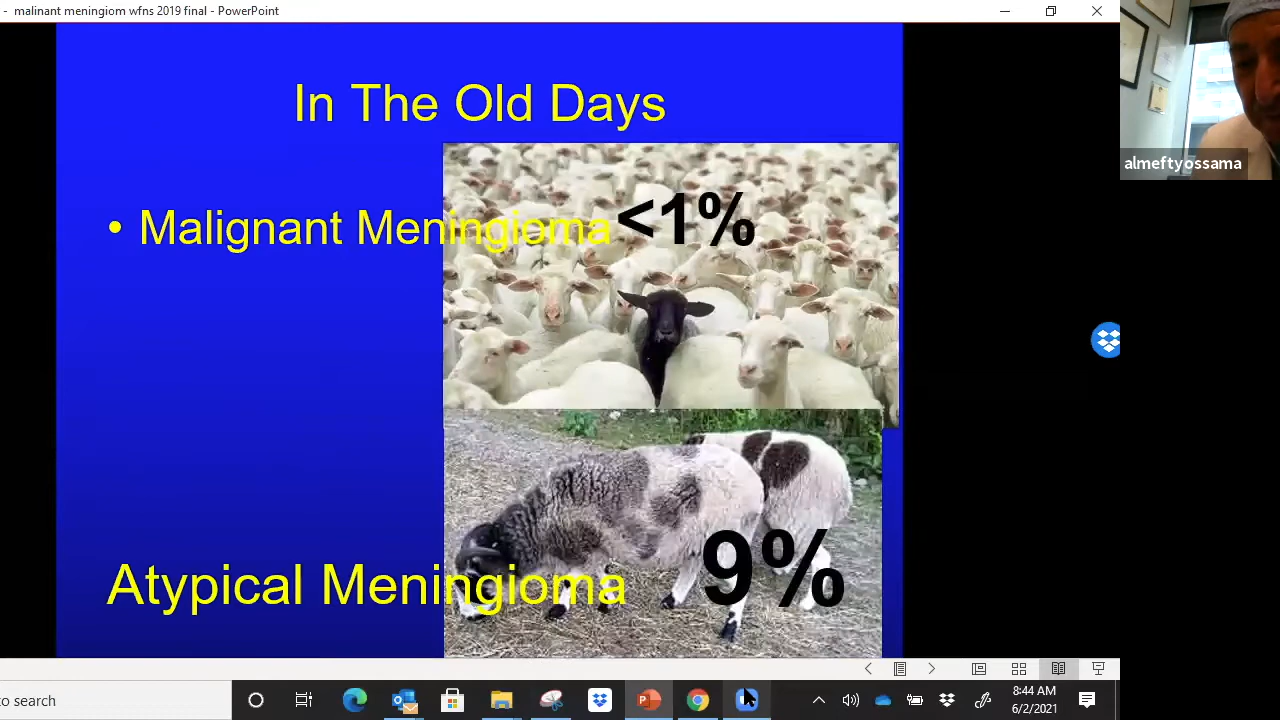 - malinant meningiom wfns 2019 final - PowerPoint
In The Old Days
• Malignant Meningioma <1%
Atypical Meningioma 9%
almeftyossama
to search
8:44 AM
6/2/2021